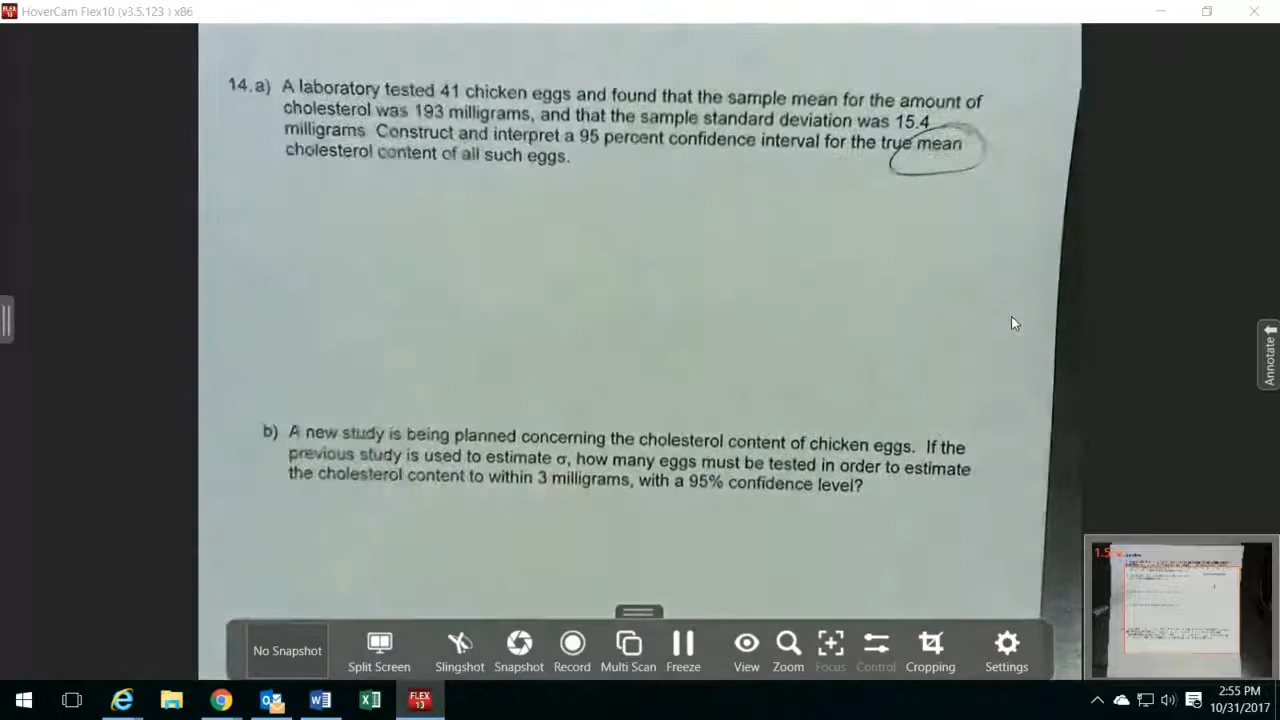 HoverCam Flex10 (v3.5.123 ) x86
14.a) A laboratory tested 41 chicken eggs and found that the sample mean for the amount of
cholesterol was 193 milligrams, and that the sample standard deviation was 15.4
milligrams Construct and interpret a 95 percent confidence interval for the true mean
cholesterol content of all such eggs.
b) A new study is being planned concerning the cholesterol content of chicken eggs. If the
previous study is used to estimate σ, how many eggs must be tested in order to estimate
the cholesterol content to within 3 milligrams, with a 95% confidence level?
Annotate
No Snapshot
Split Screen
Slingshot
Snapshot
Record
Multi Scan
Freeze
View
Zoom
Focus
Control
Cropping
Settings
FLEX
13
2:55 PM
10/31/2017